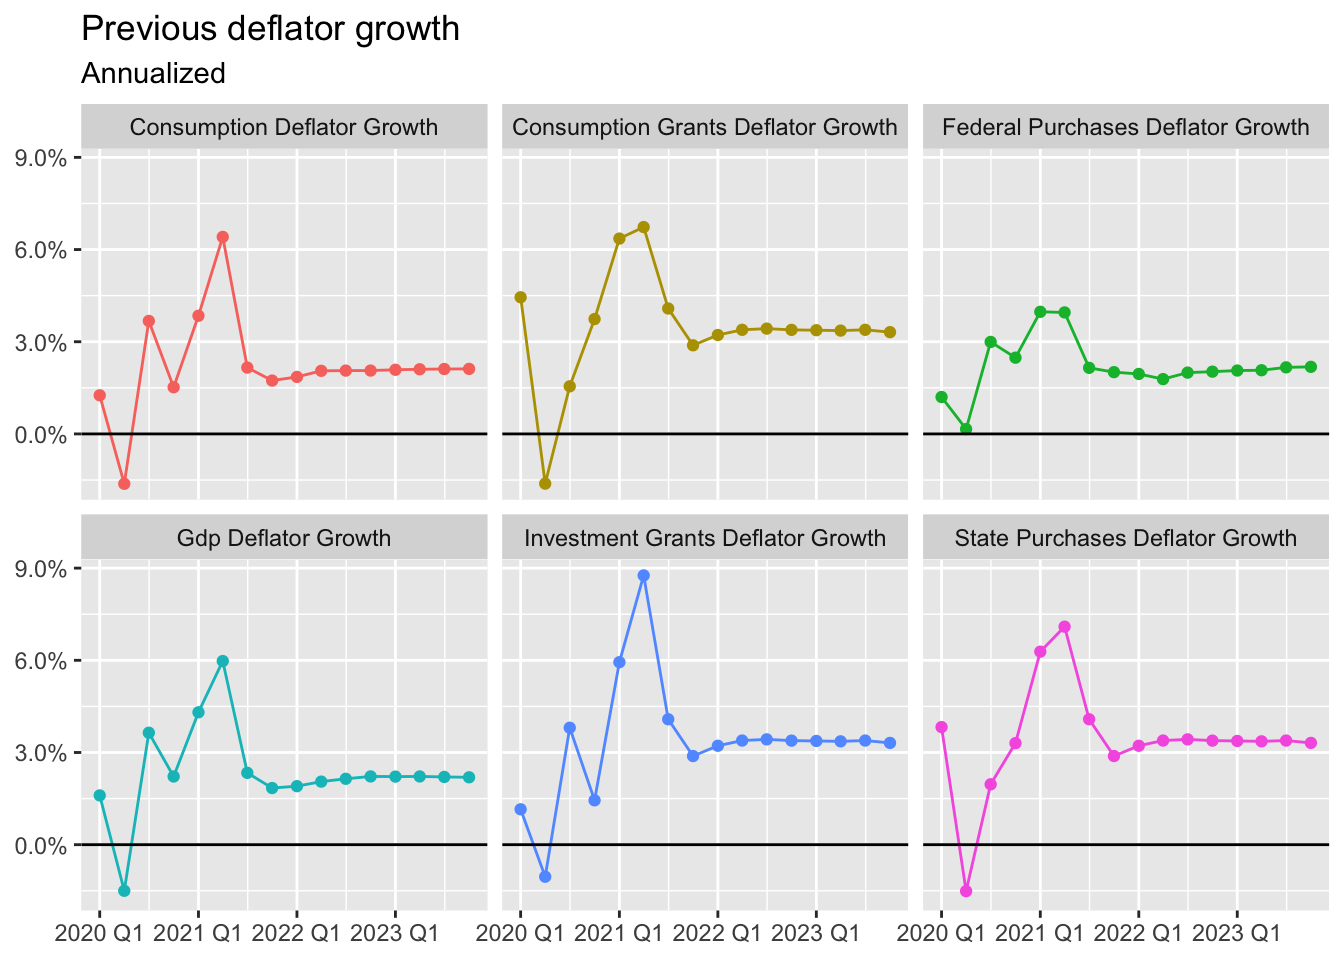 Previous deflator growth
Annualized
Consumption Deflator Growth
Consumption Grants Deflator Growth
Federal Purchases Deflator Growth
9.0%
6.0%
3.0%
0.0%
Gdp Deflator Growth
Investment Grants Deflator Growth
State Purchases Deflator Growth
9.0%
6.0%
3.0%
0.0%
2020 Q1 2021 Q1 2022 Q1 2023 Q1
2020 Q1 2021 Q1 2022 Q1 2023 Q1
2020 Q1 2021 Q1 2022 Q1 2023 Q1